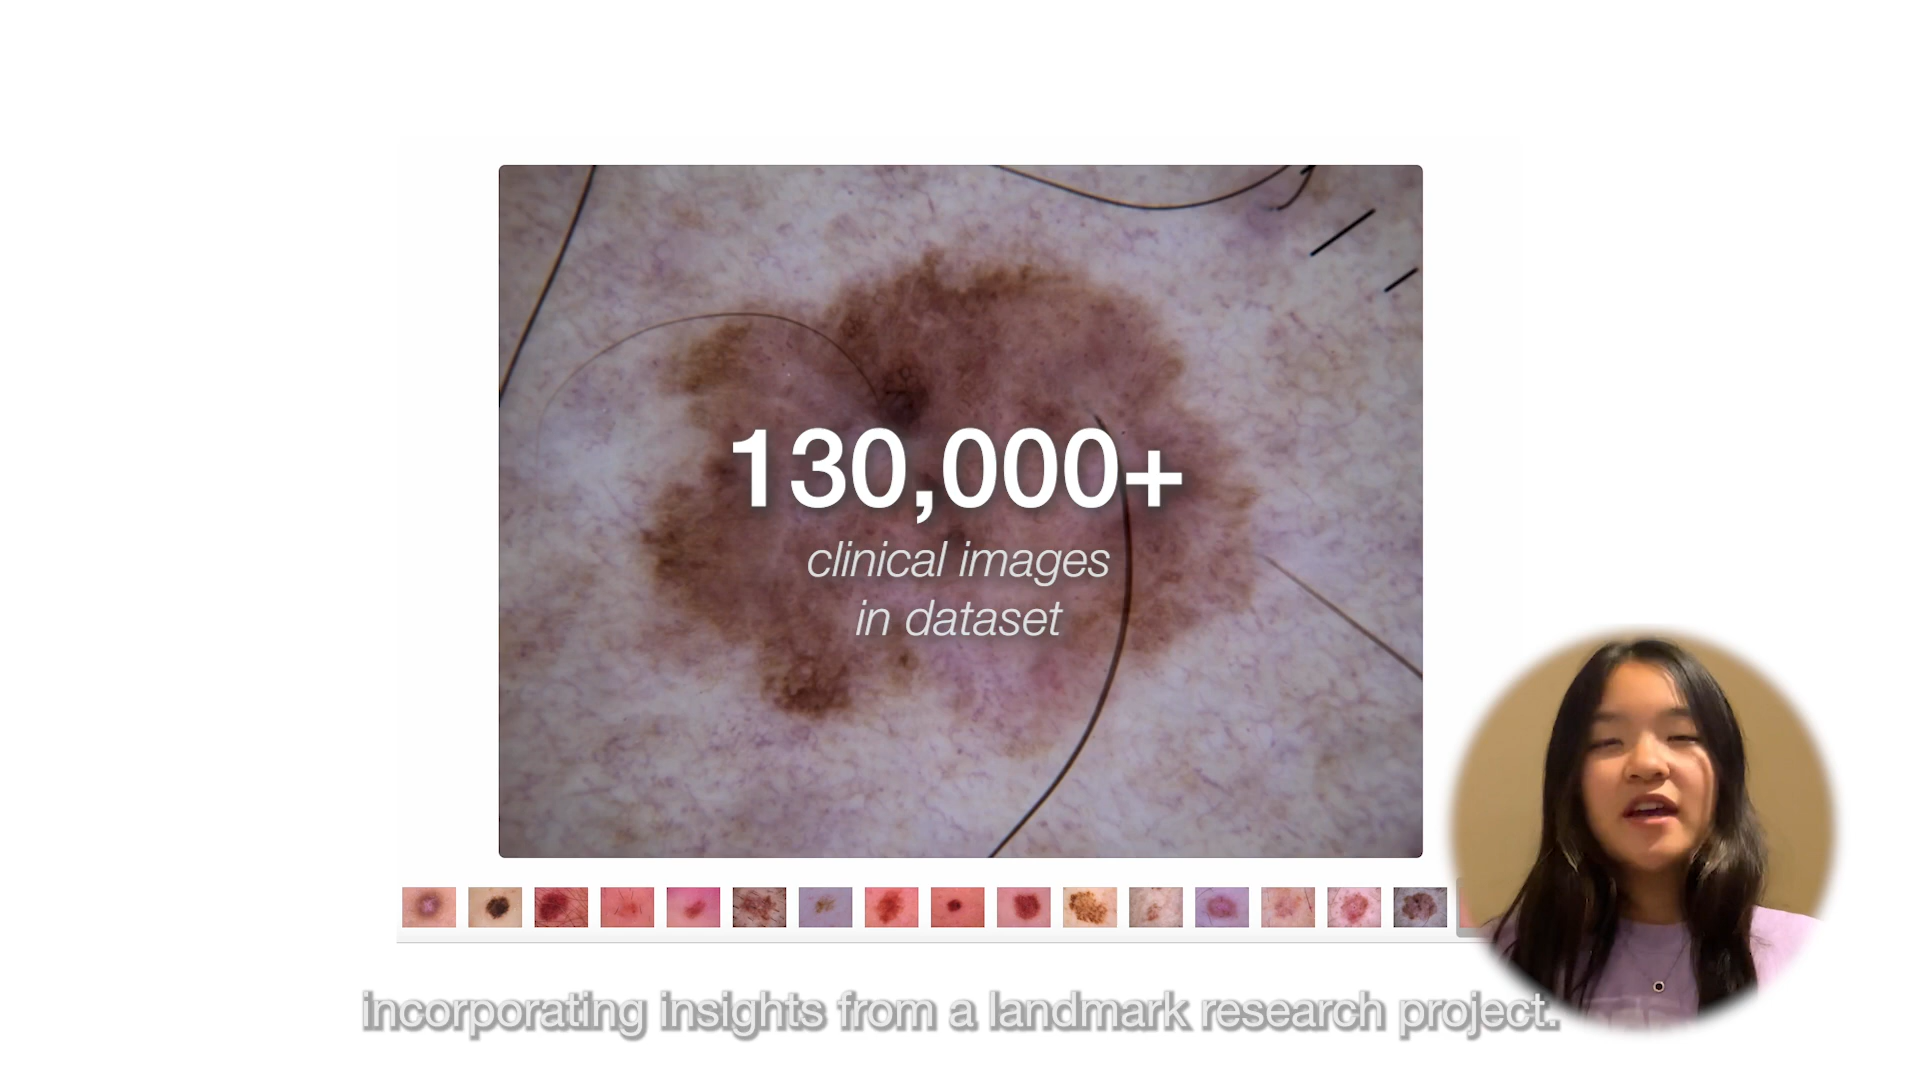 130,000+
clinical images
in dataset
incorporating insights from a landmark research project.